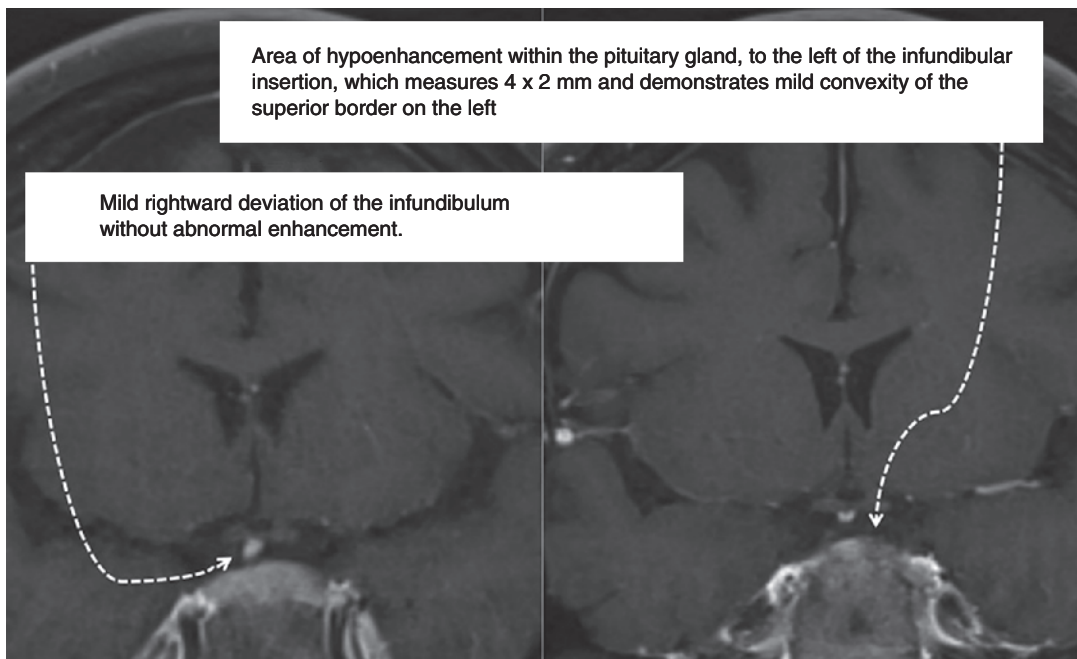 Area of hypoenhancement within the pituitary gland, to the left of the infundibular
insertion, which measures 4 x 2 mm and demonstrates mild convexity of the
superior border on the left
Mild rightward deviation of the infundibulum
without abnormal enhancement.